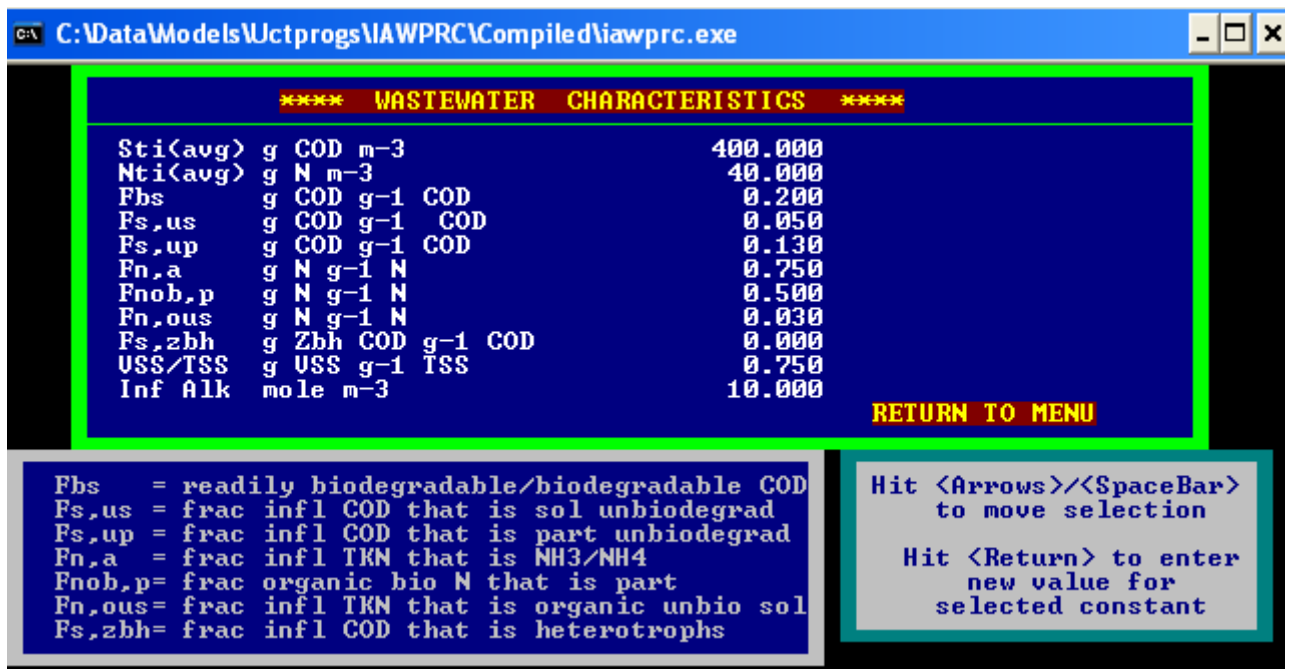 C:\Data\Models\Uctprogs\IAWPRC\Compiled\iawprc.exe
**** WASTEWATER CHARACTERISTICS ****
Sti(avg) g COD m-3 400.000
Nti(avg) g N m-3 40.000
Fbs g COD g-1 COD 0.200
Fs,us g COD g-1 COD 0.050
Fs,up g COD g-1 COD 0.130
Fn,a g N g-1 N 0.750
Fnob,p g N g-1 N 0.500
Fn,ous g N g-1 N 0.030
Fs,zbh g Zbh COD g-1 COD 0.000
VSS/TSS g VSS g-1 TSS 0.750
Inf Alk mole m-3 10.000
RETURN TO MENU
Fbs = readily biodegradable/biodegradable COD
Fs,us = frac infl COD that is sol unbiodegrad
Fs,up = frac infl COD that is part unbiodegrad
Fn,a = frac infl TKN that is NH3/NH4
Fnob,p= frac organic bio N that is part
Fn,ous= frac infl TKN that is organic unbio sol
Fs,zbh= frac infl COD that is heterotrophs
Hit <Arrows>/<SpaceBar>
to move selection
Hit <Return> to enter
new value for
selected constant